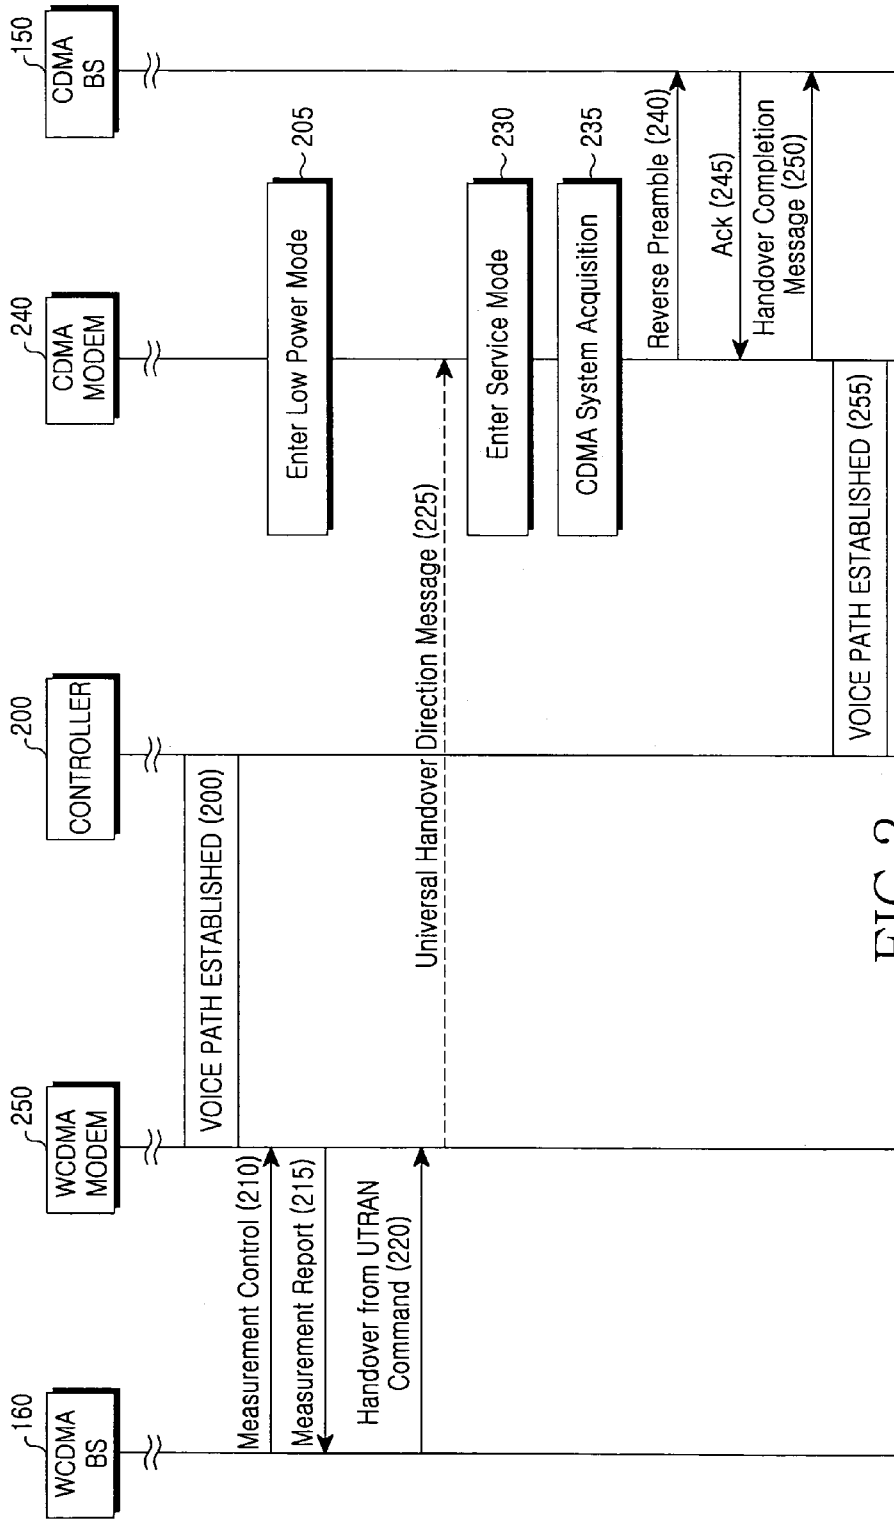 160
WCDMA
BS
250
WCDMA
MODEM
200
CONTROLLER
240
CDMA
MODEM
150
CDMA
BS
VOICE PATH ESTABLISHED (200)
Enter Low Power Mode
205
Measurement Control (210)
Measurement Report (215)
Handover from UTRAN
Command (220)
Universal Handover Direction Message (225)
Enter Service Mode
230
CDMA System Acquisition
235
Reverse Preamble (240)
Ack (245)
Handover Completion
Message (250)
VOICE PATH ESTABLISHED (255)
FIG. 2